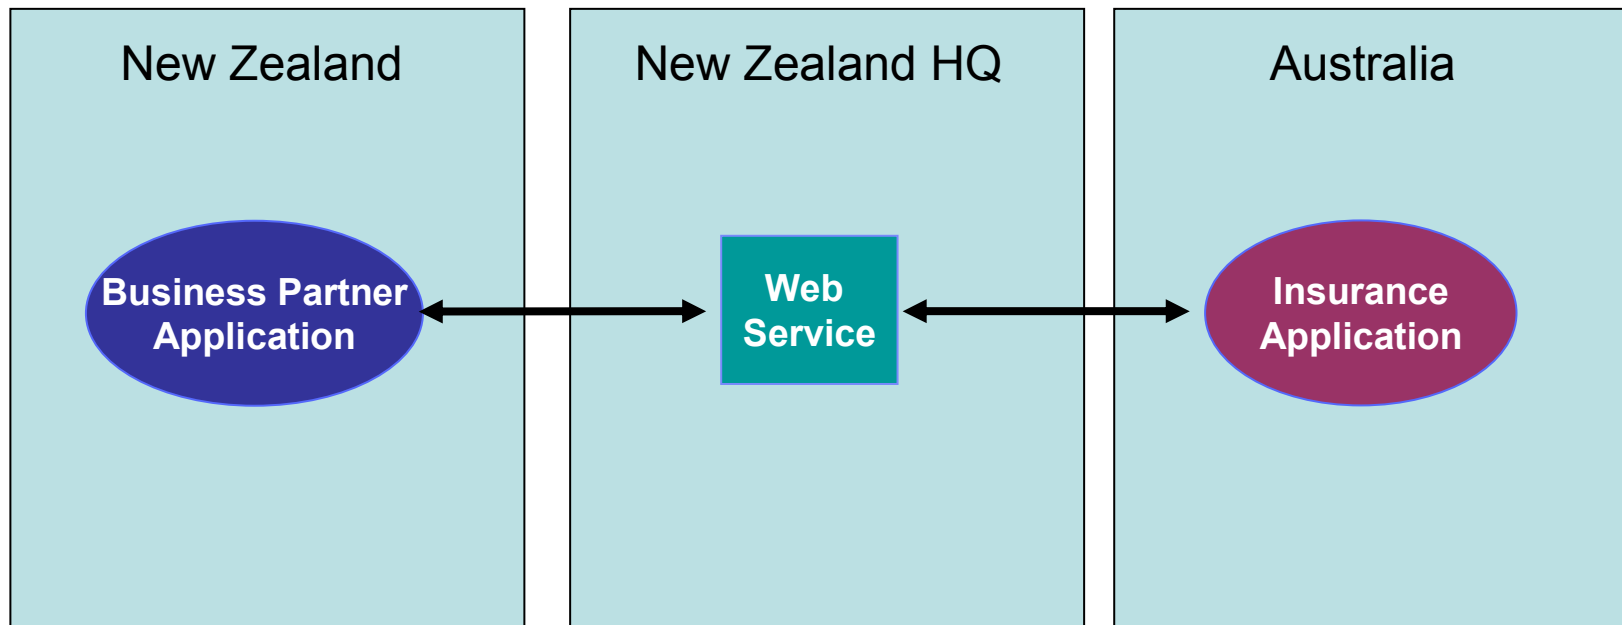 New Zealand
New Zealand HQ
Australia
Business Partner
Application
Web
Service
Insurance
Application